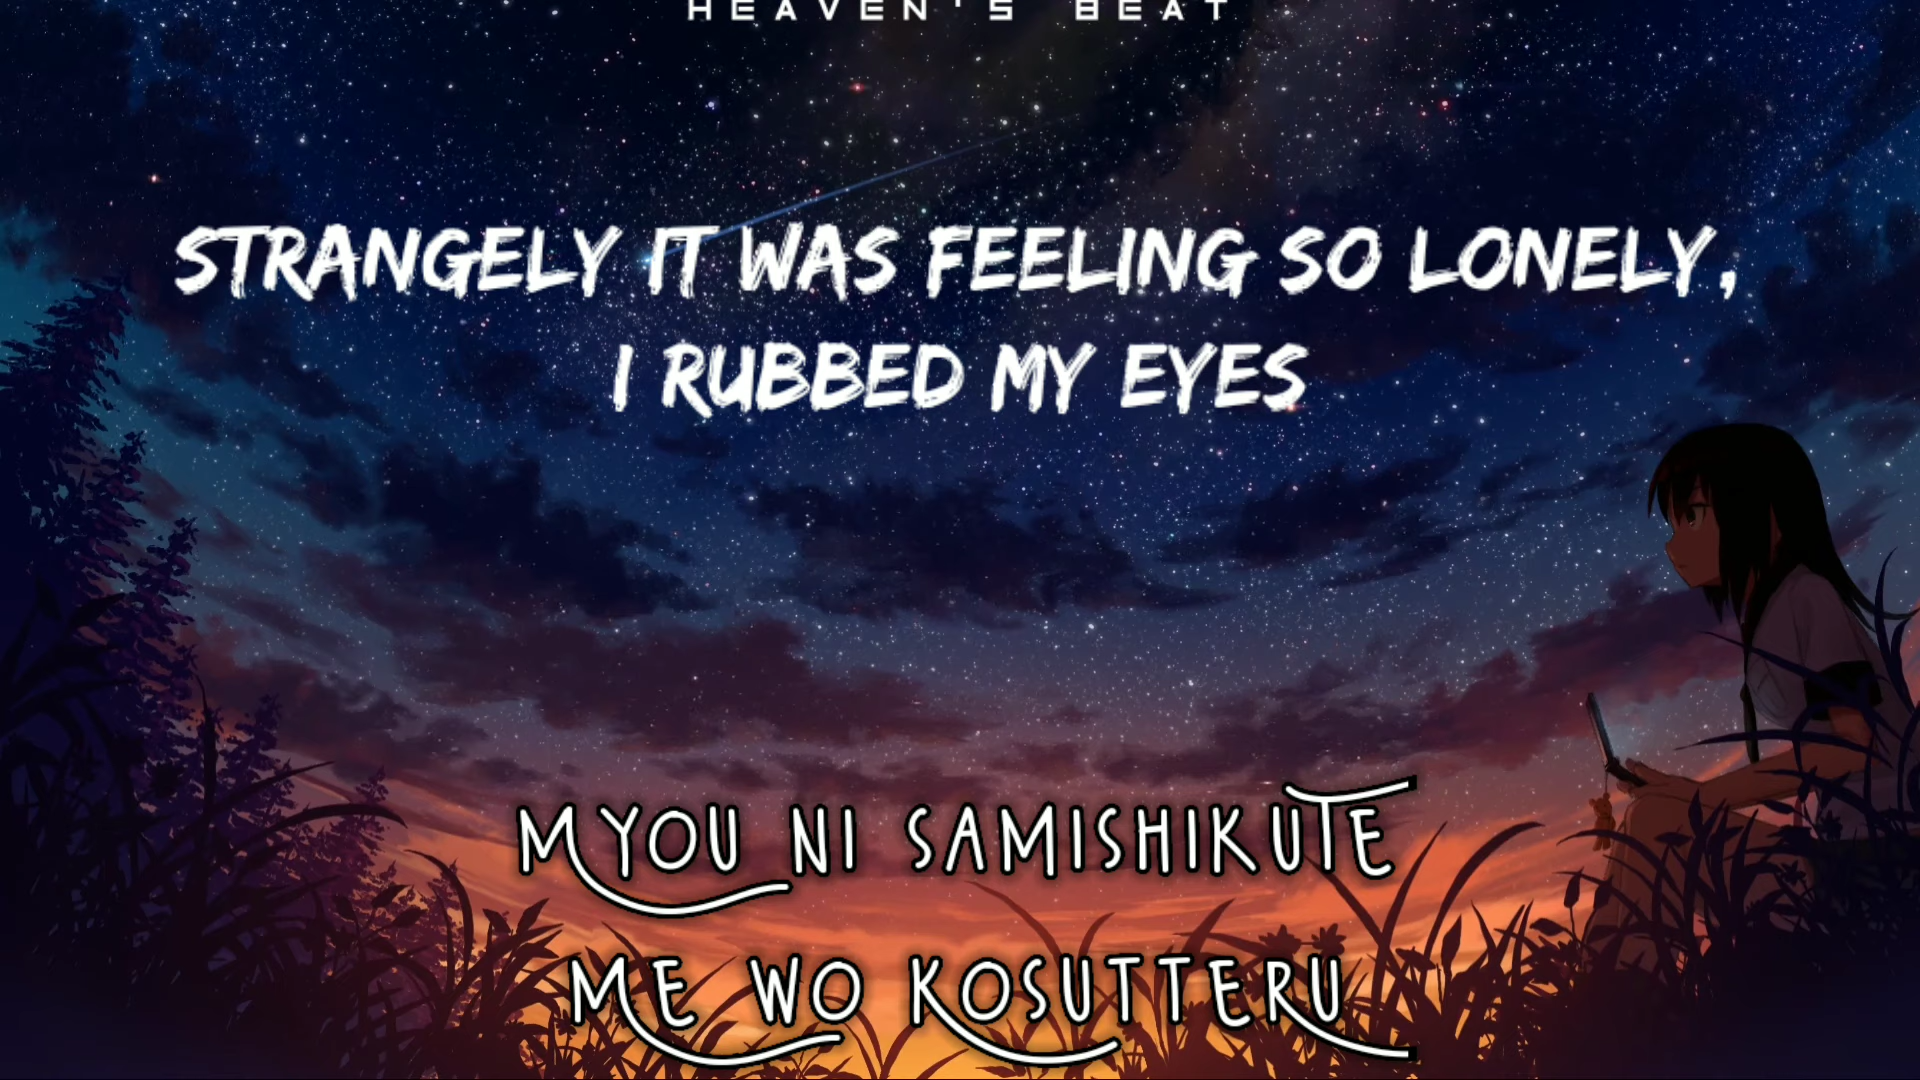 HEAVEN'S BEAT
STRANGELY IT WAS FEELING SO LONELY,
I RUBBED MY EYES
MYOU NI SAMISHIKUTE
ME WO KOSUTTERU